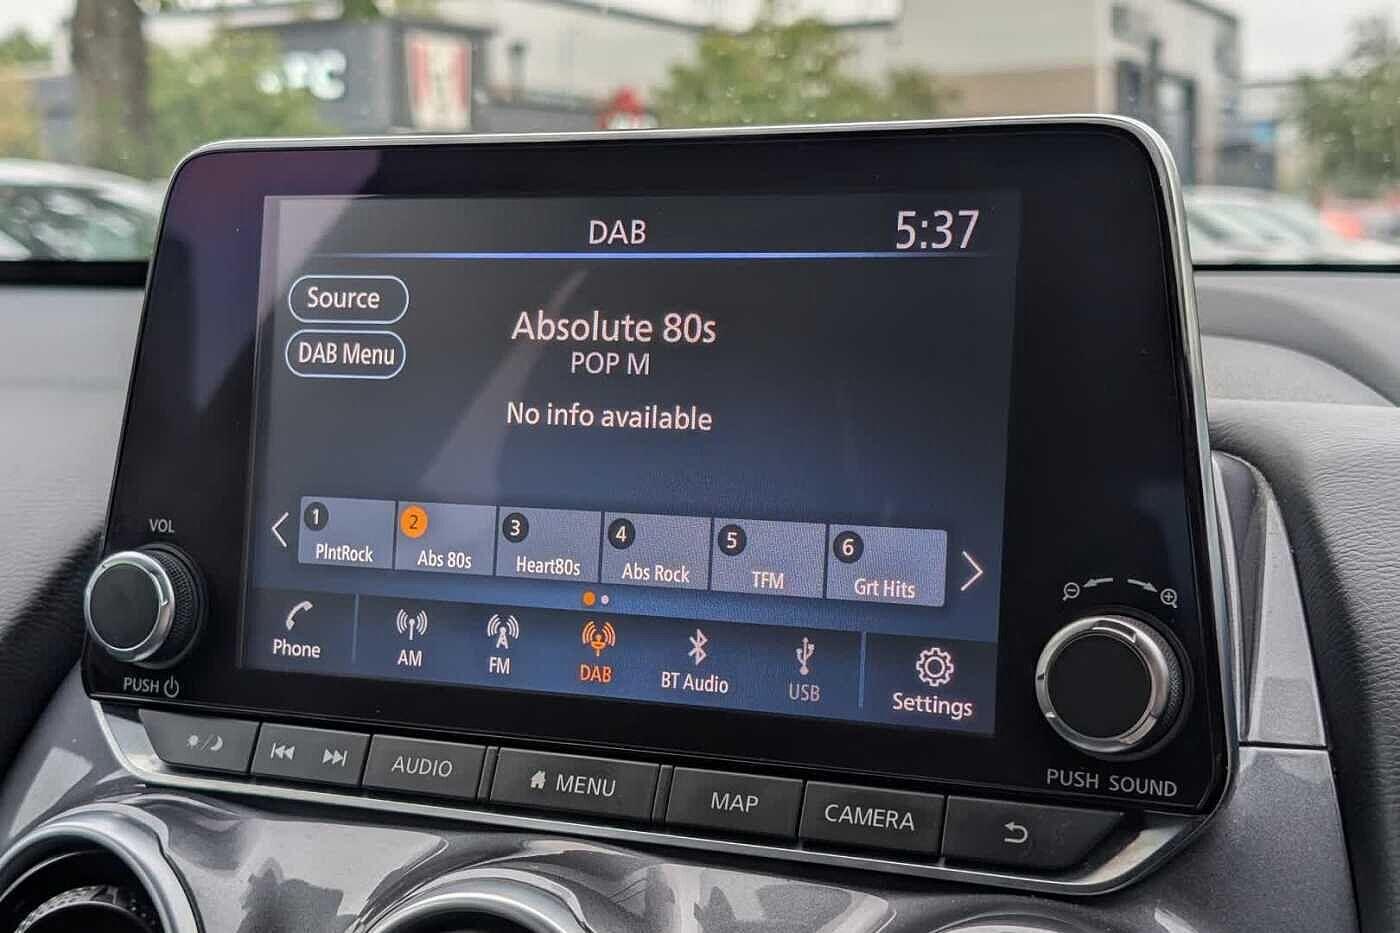 KFC
DAB
5:37
Source
DAB Menu
Absolute 80s
POP M
No info available
1
PlntRock
2
Abs 80s
3
Heart80s
4
Abs Rock
5
TFM
6
Grt Hits
Phone
AM
FM
DAB
BT Audio
USB
Settings
VOL
PUSH
PUSH SOUND
AUDIO
MENU
MAP
CAMERA